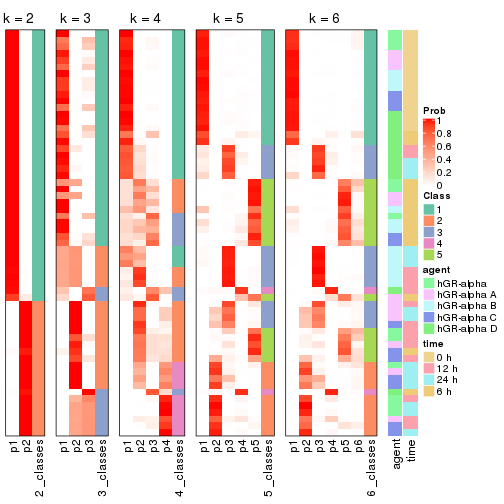 k = 2 k = 3 k = 4 k = 5 k = 6
p1 p2 2_classes p1 p2 p3 3_classes p1 p2 p3 p4 4_classes p1 p2 p3 p4 p5 5_classes p1 p2 p3 p4 p5 p6 6_classes agent time
Prob
1
0.8
0.6
0.4
0.2
0
Class
1
2
3
4
5
agent
hGR-alpha
hGR-alpha A
hGR-alpha B
hGR-alpha C
hGR-alpha D
time
0 h
12 h
24 h
6 h